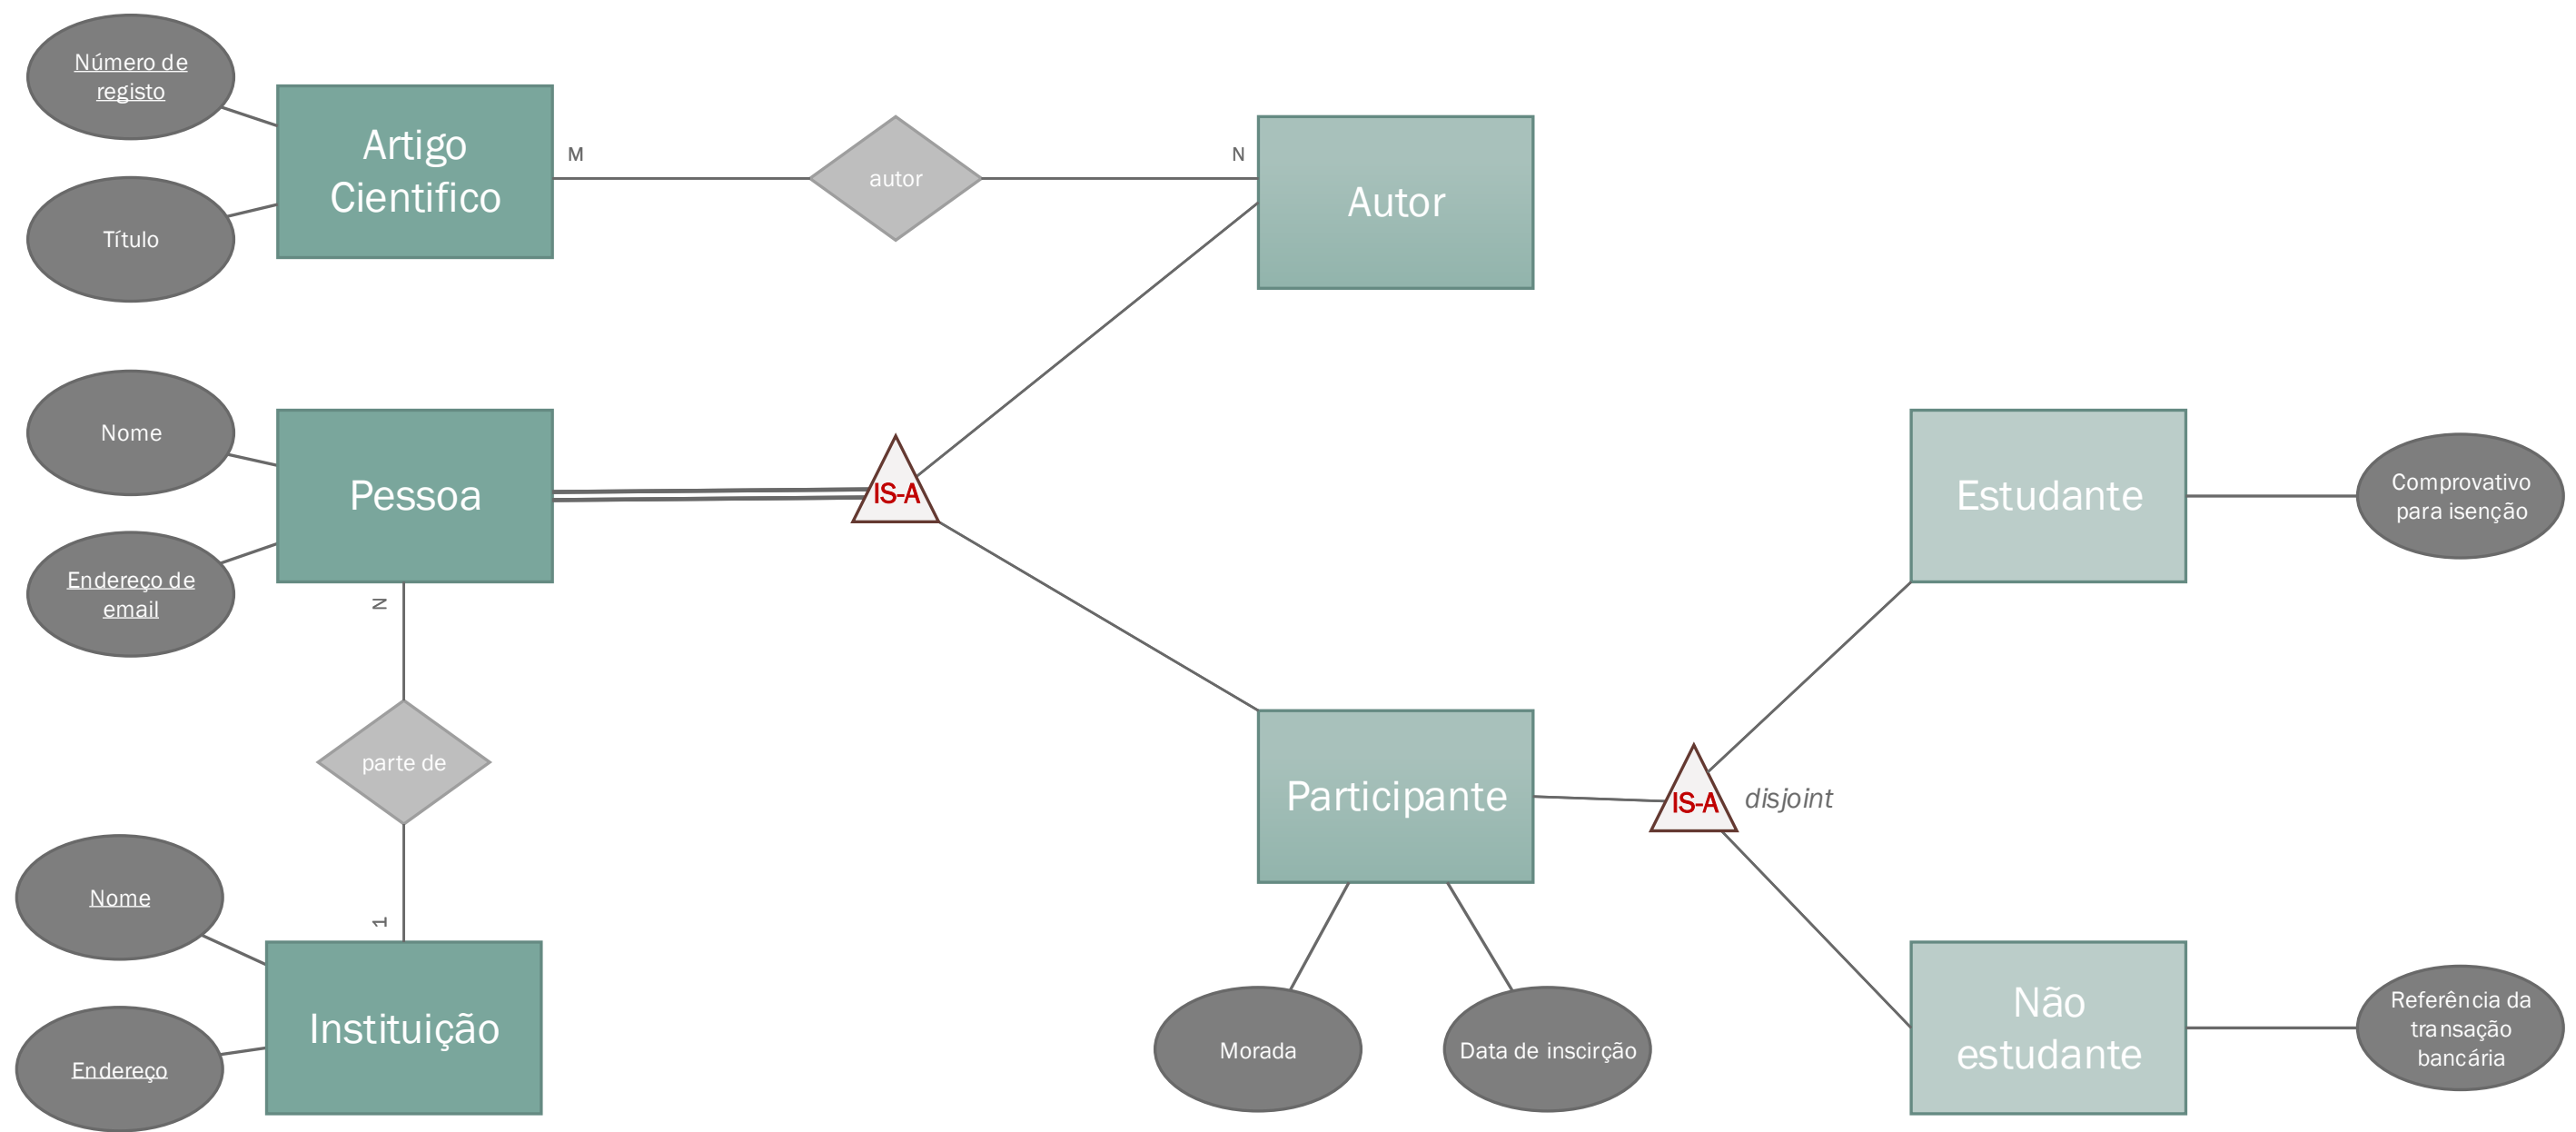 Número de
registo
Artigo
Cientifico
M
autor
N
Autor
Título
Nome
Pessoa
IS-A
Endereço de
email
N
Estudante
Comprovativo
para isenção
parte de
1
Participante
IS-A
disjoint
Nome
Endereço
Instituição
Morada
Data de inscirção
Não
estudante
Referência da
transação
bancária